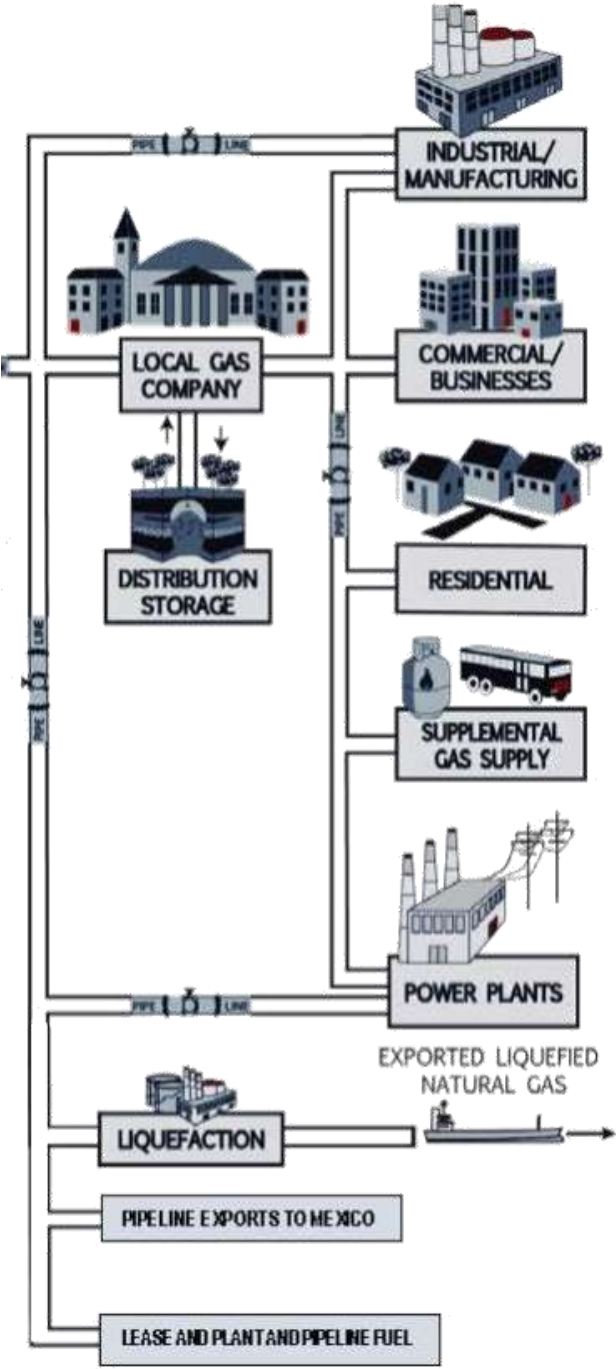 PIPE LINE
INDUSTRIAL/
MANUFACTURING
LOCAL GAS
COMPANY
COMMERCIAL/
BUSINESSES
PIPE LINE
DISTRIBUTION
STORAGE
RESIDENTIAL
PIPE LINE
SUPPLEMENTAL
GAS SUPPLY
POWER PLANTS
PIPE LINE
EXPORTED LIQUEFIED
NATURAL GAS
LIQUEFACTION
PIPELINE EXPORTS TO MEXICO
LEASE AND PLANT AND PIPELINE FUEL